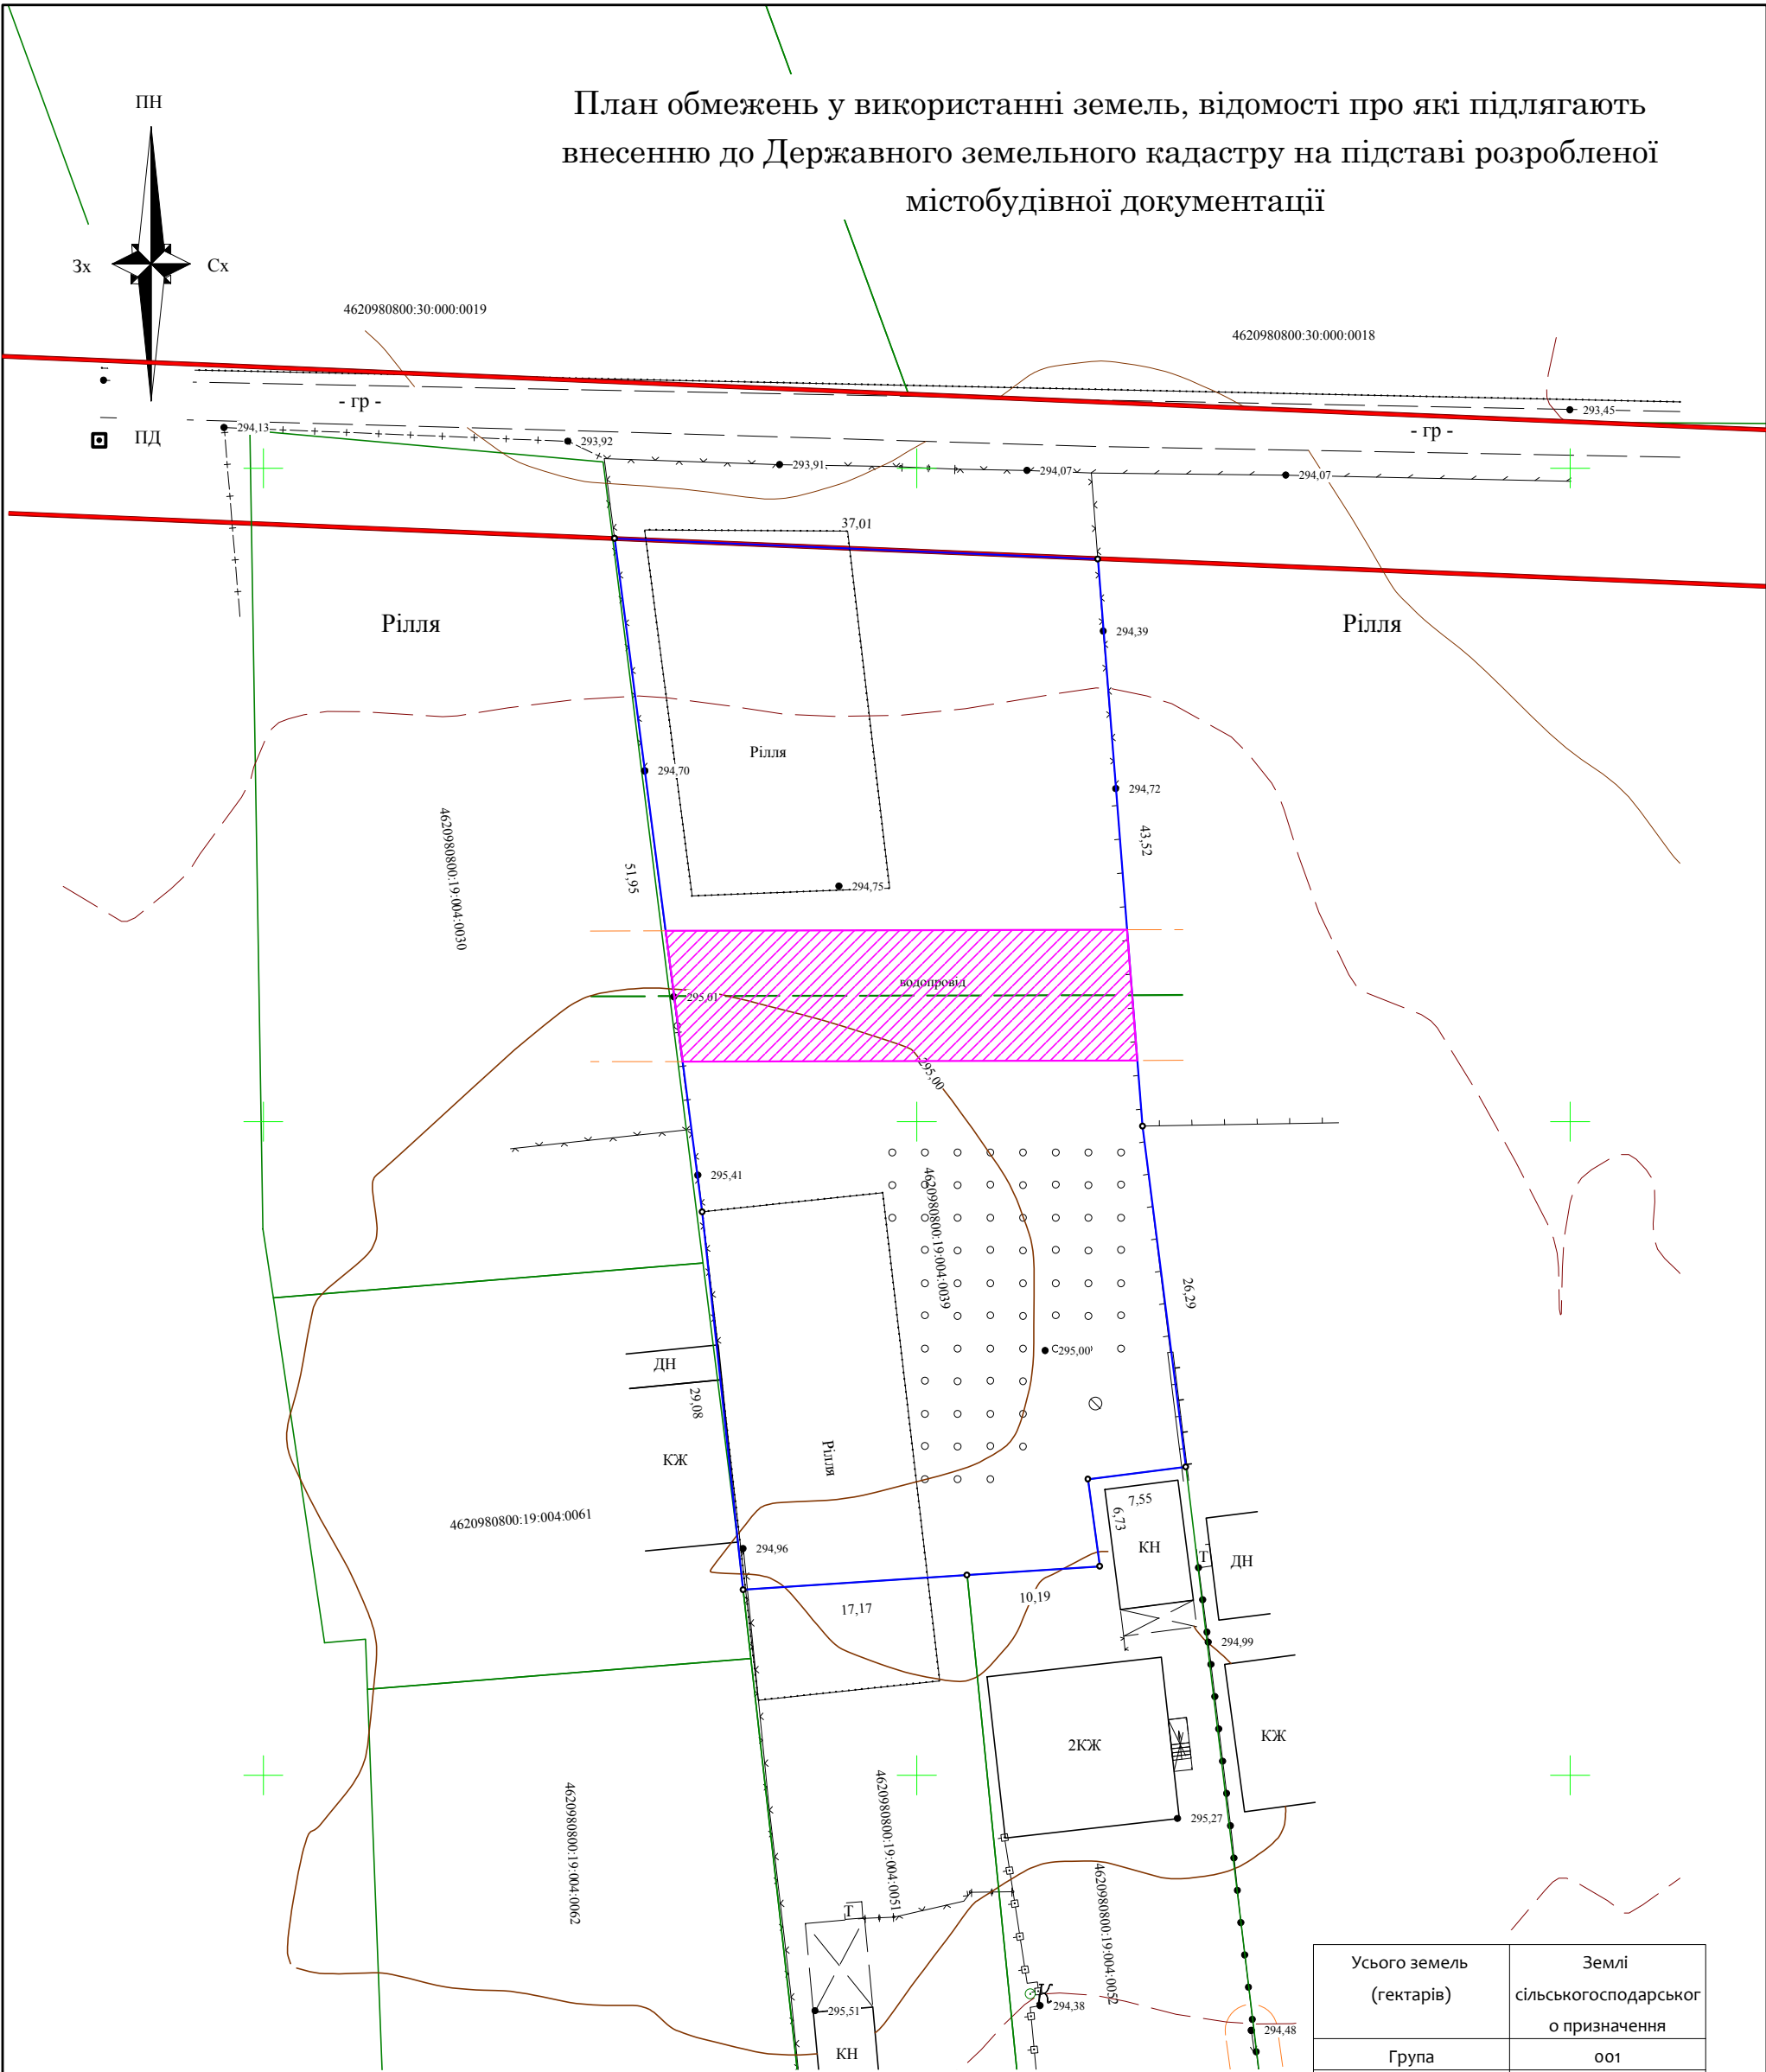 План обмежень у використанні земель, відомості про які підлягають
внесенню до Державного земельного кадастру на підставі розробленої
містобудівної документації
ПН
Зх
Сх
ПД
4620980800:30:000:0019
4620980800:30:000:0018
- гр -
293,45
- гр -
294,13
293,92
293,91
294,07
294,07
37,01
Рілля
Рілля
294,39
Рілля
294,70
294,72
4620980800:19:004:0030
43,52
51,95
294,75
водопровід
295,01
295,00
295,41
4620980800:19:004:0039
26,29
295,00
ДН
29,08
КЖ
Рілля
4620980800:19:004:0061
7,55
6,73
КН
Т
ДН
294,96
17,17
10,19
294,99
2КЖ
КЖ
295,27
4620980800:19:004:0062
4620980800:19:004:0051
4620980800:19:004:0052
Т
К
294,38
295,51
294,48
КН
Усього земель
(гектарів)
Землі
сільськогосподарськог
о призначення
Група
001